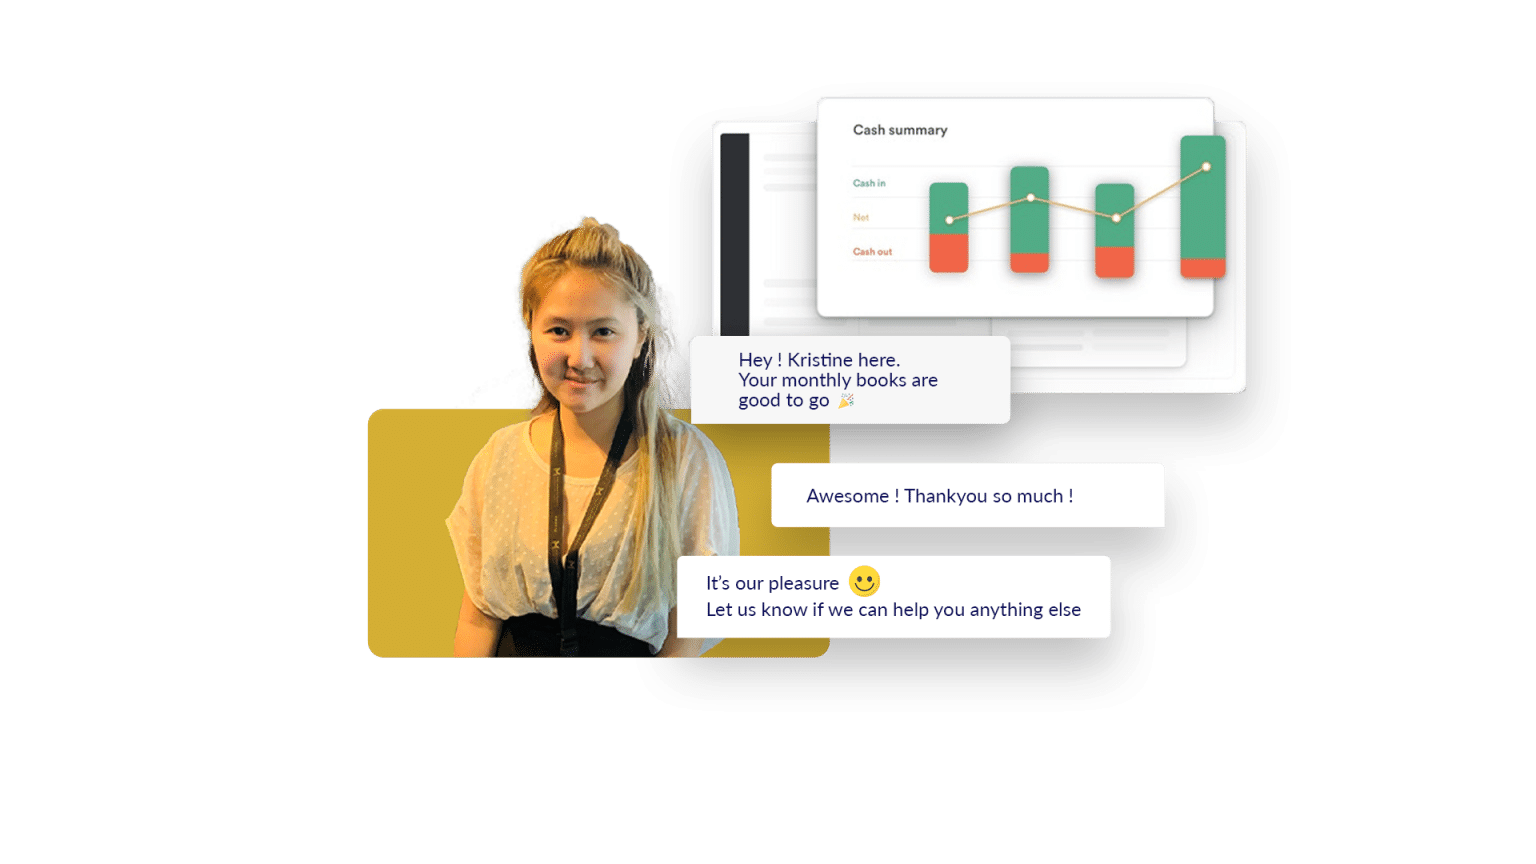 Cash summary
Cash in
Net
Cash out
Hey ! Kristine here.
Your monthly books are
good to go 🎉
Awesome ! Thankyou so much !
It's our pleasure 🙂
Let us know if we can help you anything else